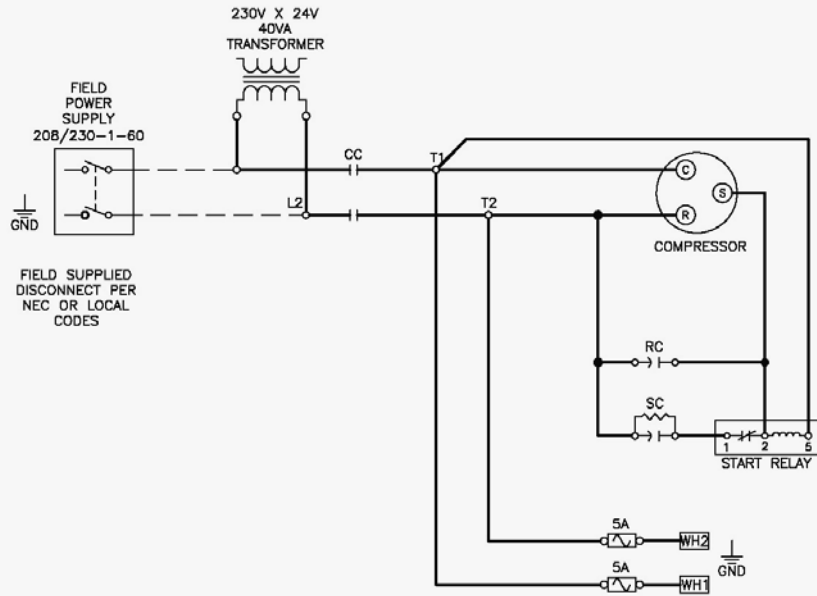 230V X 24V
40VA
TRANSFORMER
FIELD
POWER
SUPPLY
208/230-1-60
GND
FIELD SUPPLIED
DISCONNECT PER
NEC OR LOCAL
CODES
CC
T1
L2
T2
C
S
R
COMPRESSOR
RC
SC
1
2
5
START RELAY
5A
WH2
GND
5A
WH1